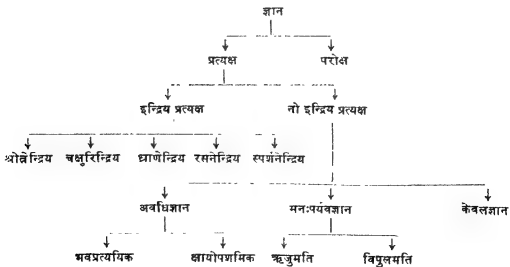 ज्ञान
प्रत्यक्ष परोक्ष
इन्द्रिय प्रत्यक्ष नो इन्द्रिय प्रत्यक्ष
श्रोत्रेन्द्रिय चक्षुरिन्द्रिय घ्राणेन्द्रिय रसनेन्द्रिय स्पर्शनेन्द्रिय
अवधिज्ञान मनःपर्यवज्ञान केवलज्ञान
भवप्रत्ययिक क्षायोपशमिक ऋजुमति विपुलमति